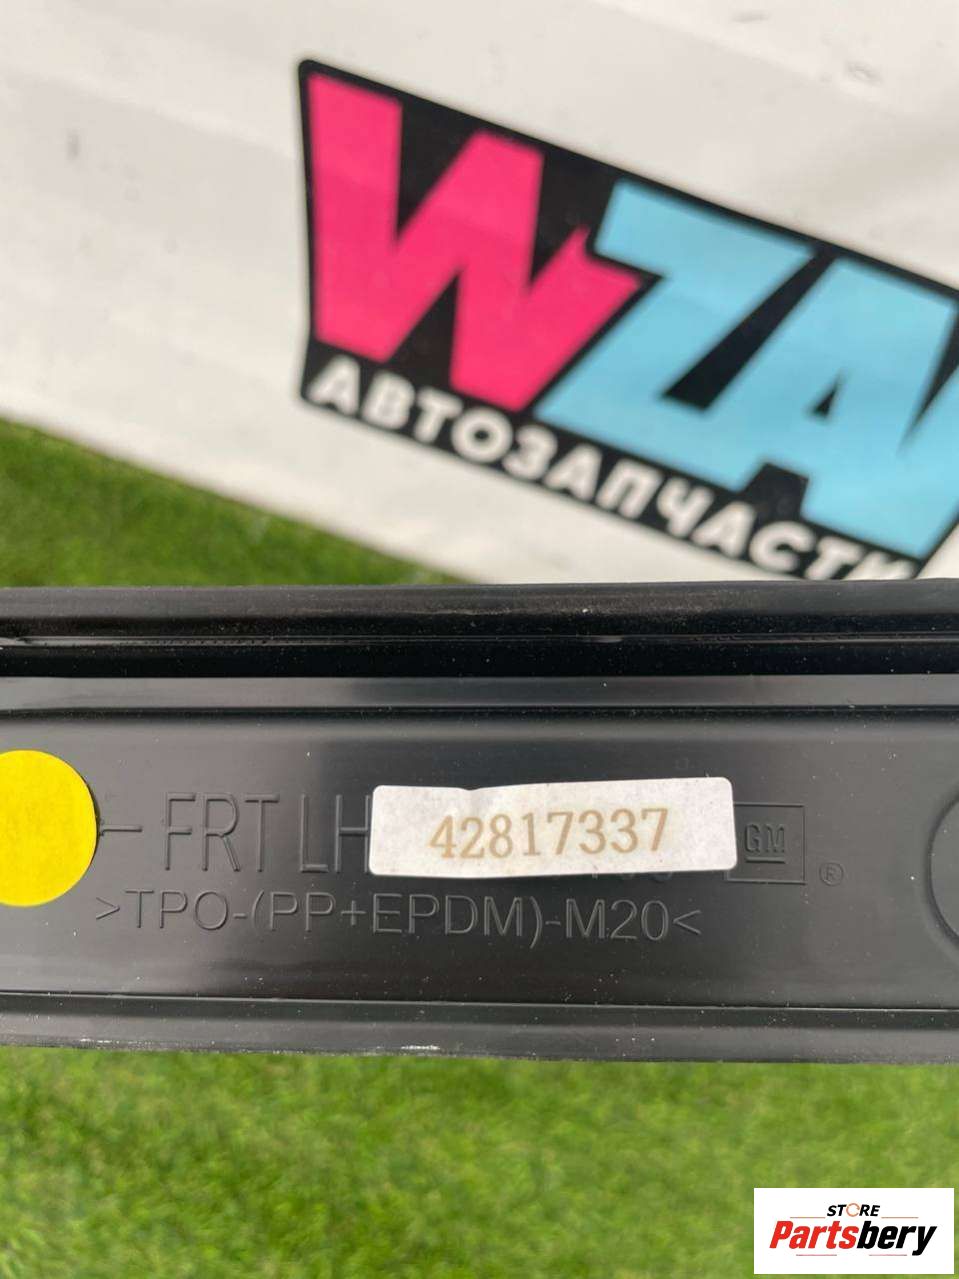 WZA
АВТОЗАПЧАСТИ
FRT LH
42817337
GM
®
>TPO-(PP+EPDM)-M20<
STORE
Partsbery